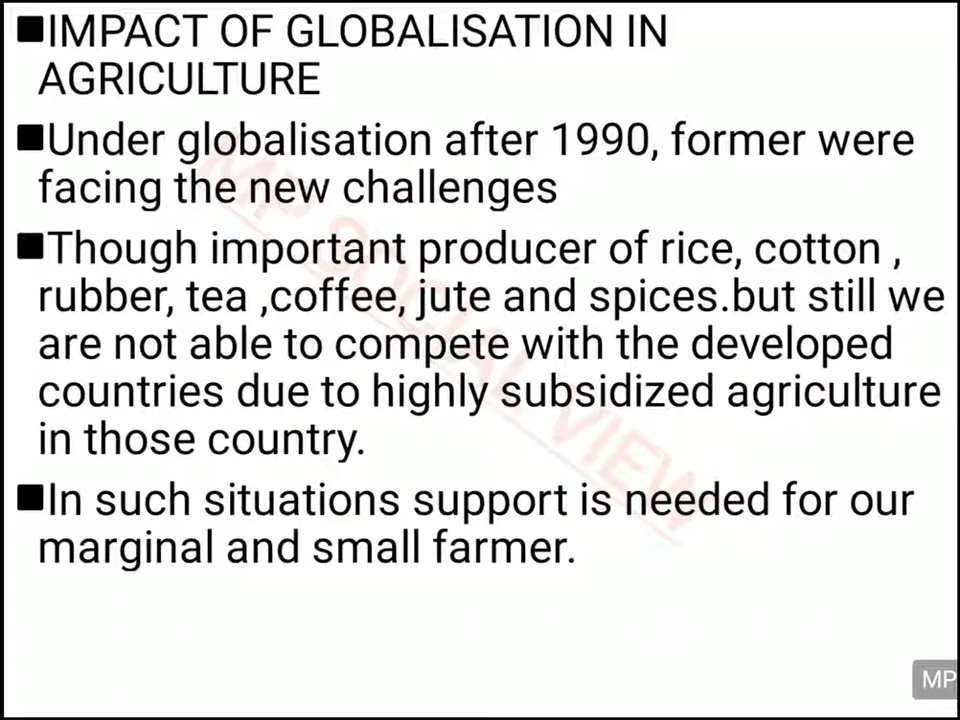 ■IMPACT OF GLOBALISATION IN
AGRICULTURE
■Under globalisation after 1990, former were
facing the new challenges
■Though important producer of rice, cotton ,
rubber, tea ,coffee, jute and spices.but still we
are not able to compete with the developed
countries due to highly subsidized agriculture
in those country.
■In such situations support is needed for our
marginal and small farmer.
MP SOCIAL VIEW
MP